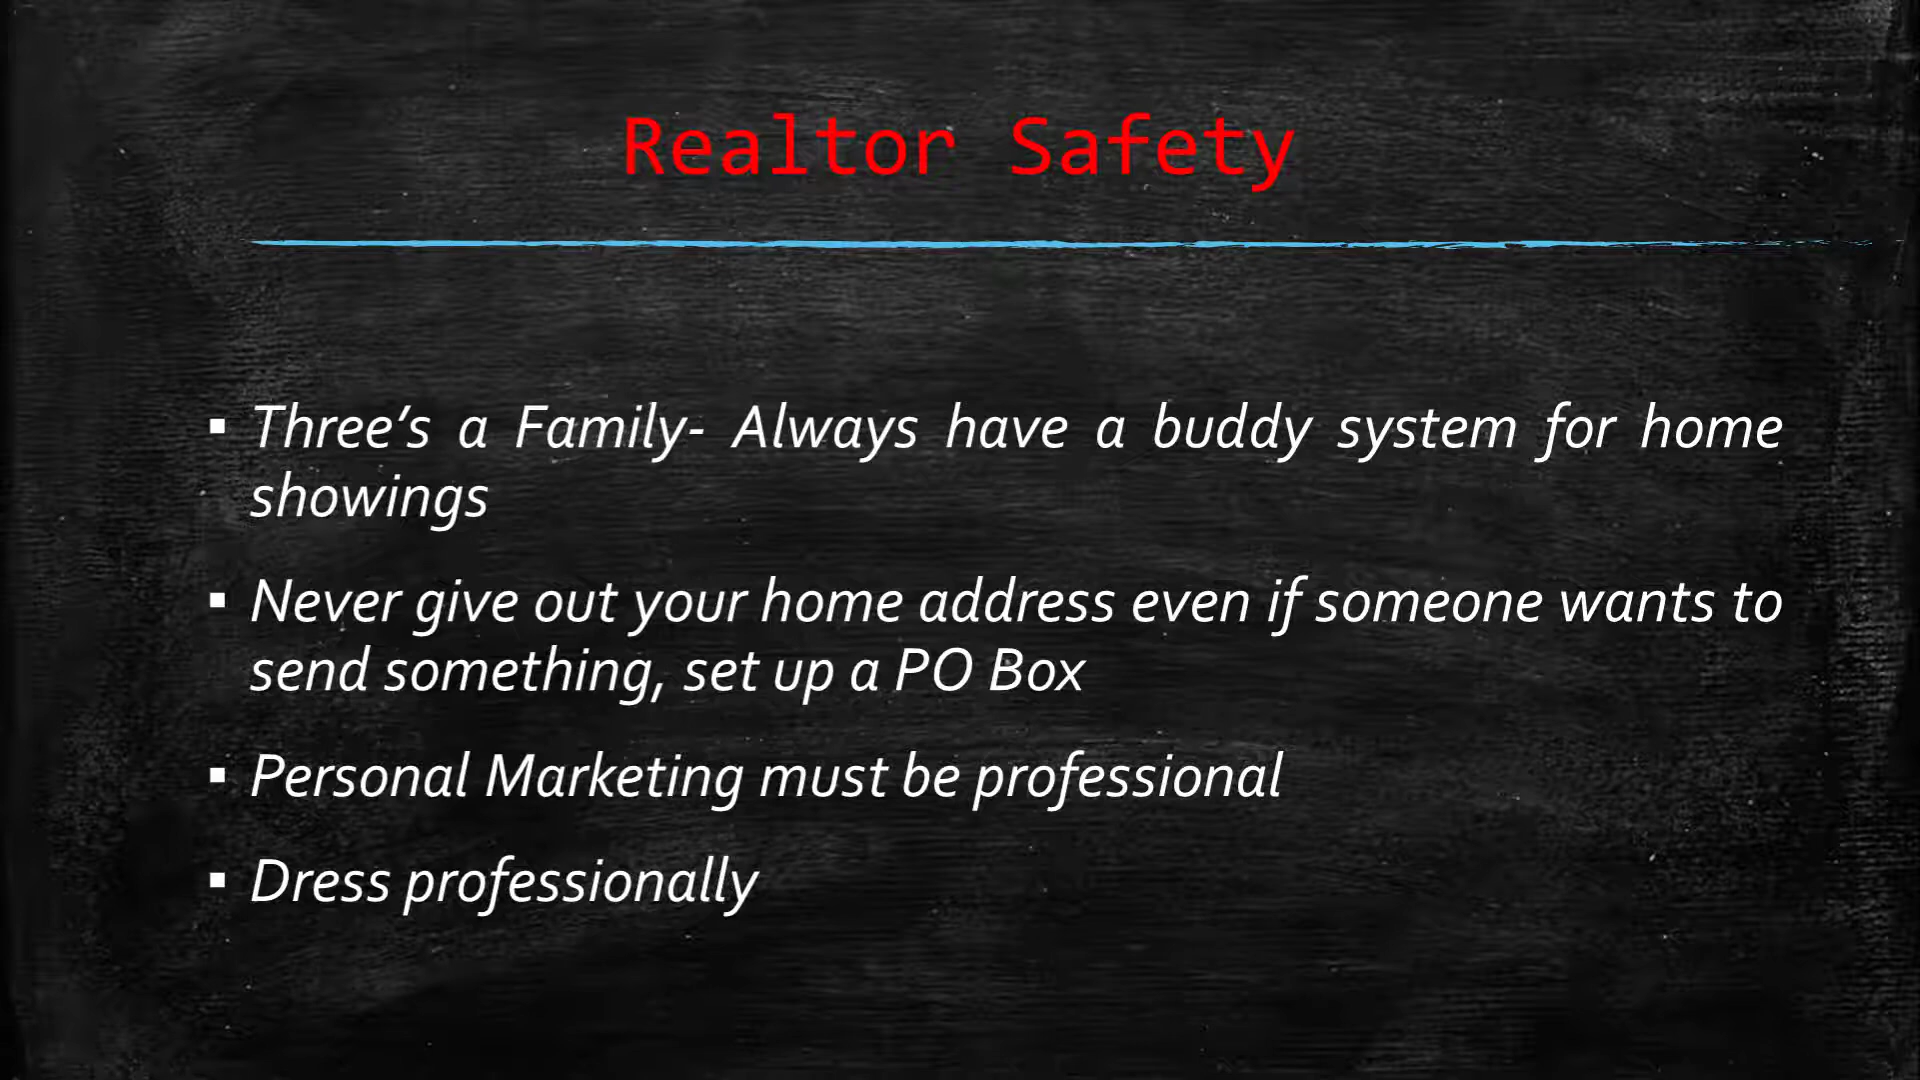 Realtor Safety
▪ Three’s a Family- Always have a buddy system for home
showings
▪ Never give out your home address even if someone wants to
send something, set up a PO Box
▪ Personal Marketing must be professional
▪ Dress professionally